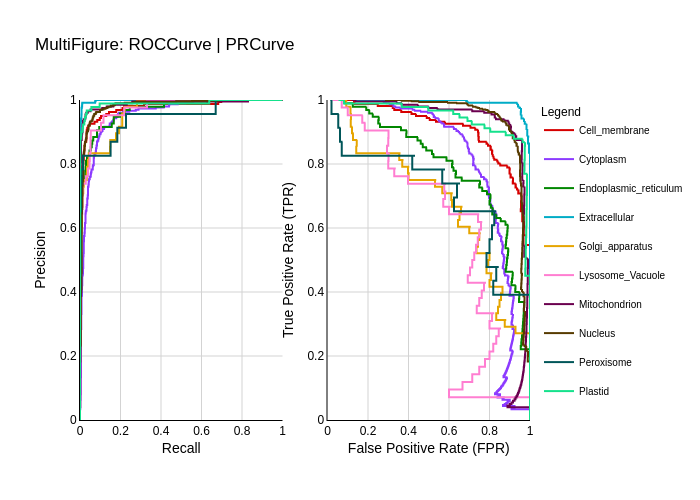 MultiFigure: ROCCurve | PRCurve
Precision
1
0.8
0.6
0.4
0.2
0
0
0.2
0.4
0.6
0.8
1
Recall
True Positive Rate (TPR)
1
0.8
0.6
0.4
0.2
0
0
0.2
0.4
0.6
0.8
1
False Positive Rate (FPR)
Legend
Cell_membrane
Cytoplasm
Endoplasmic_reticulum
Extracellular
Golgi_apparatus
Lysosome_Vacuole
Mitochondrion
Nucleus
Peroxisome
Plastid